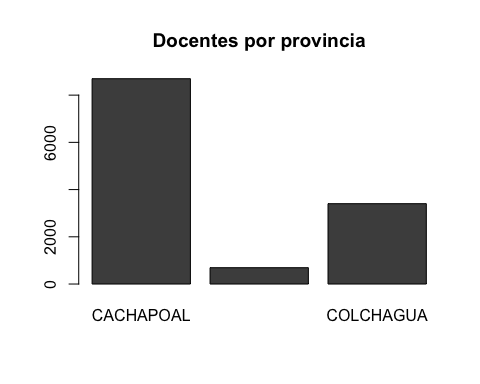 Docentes por provincia
6000
2000
0
CACHAPOAL COLCHAGUA